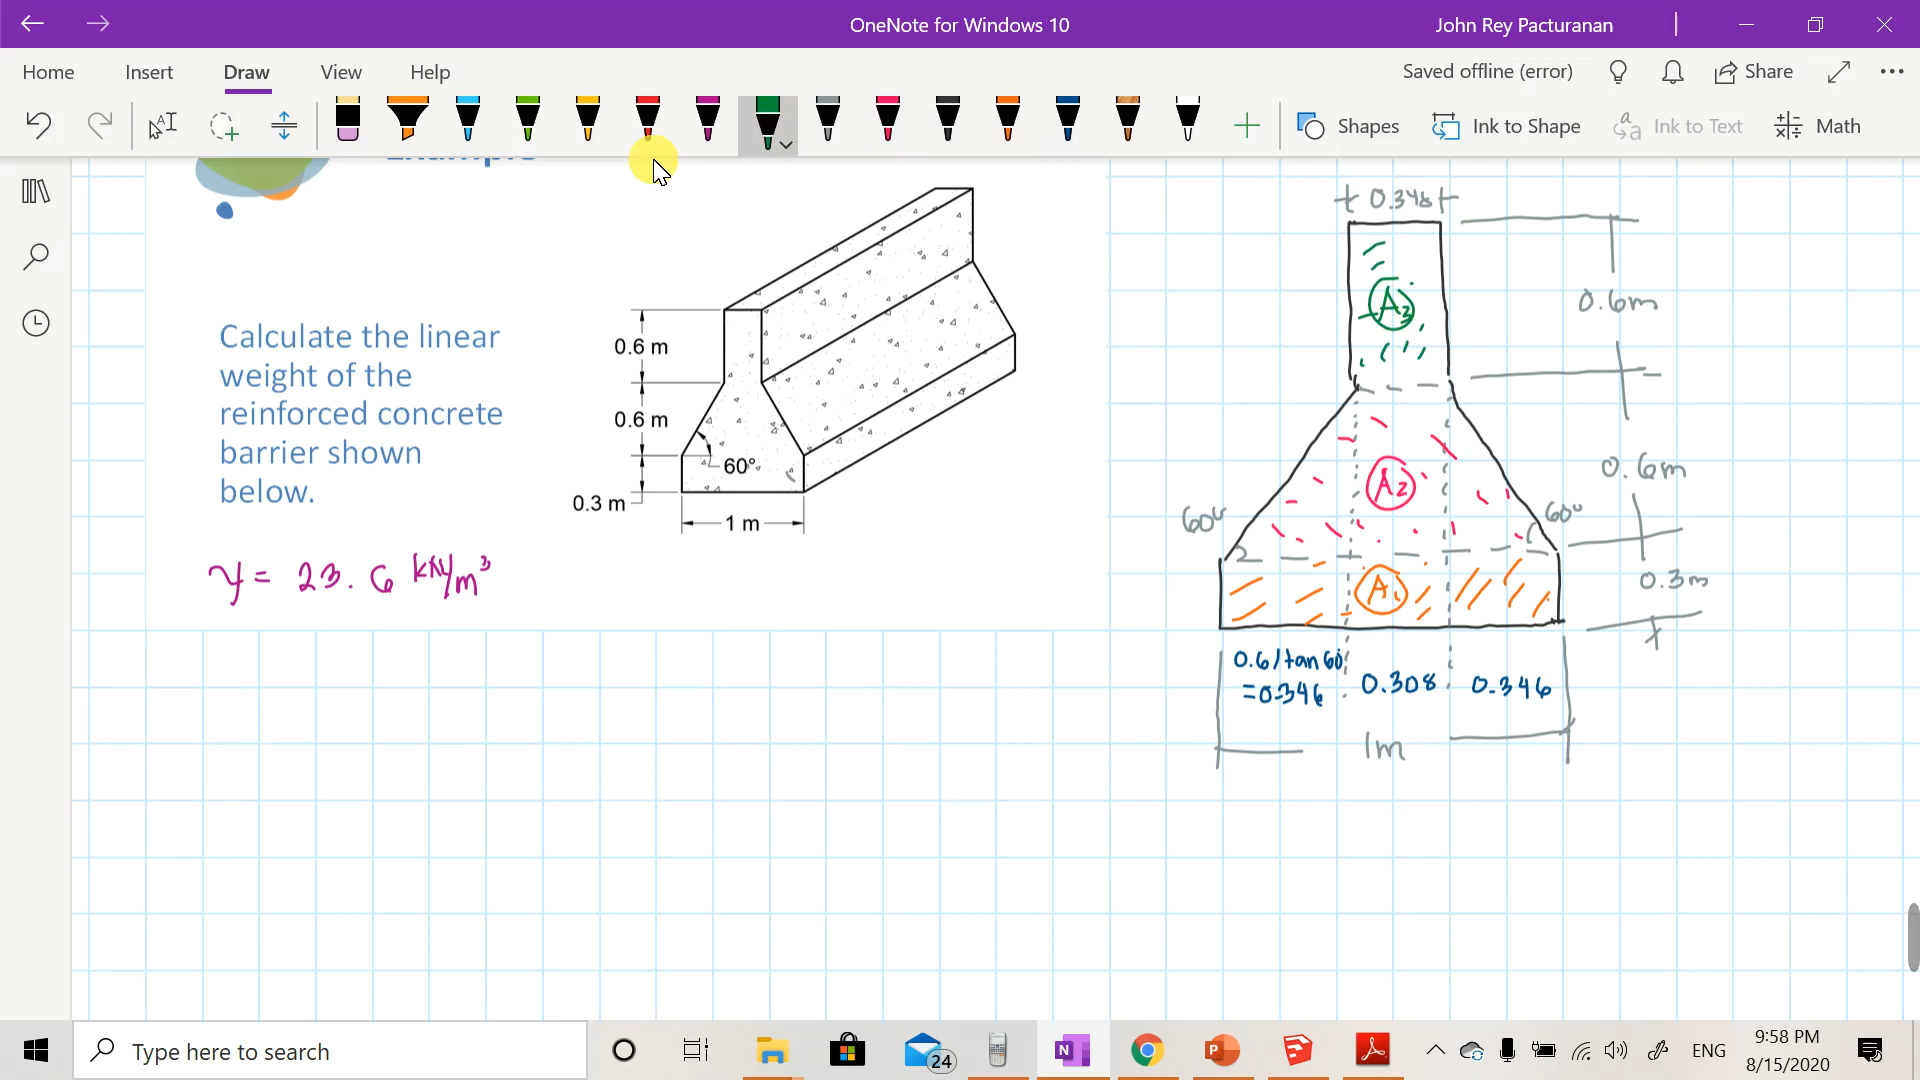 OneNote for Windows 10
John Rey Pacturanan
Home
Insert
Draw
View
Help
Saved offline (error)
Share
Shapes
Ink to Shape
Ink to Text
Math
Example
Calculate the linear
weight of the
reinforced concrete
barrier shown
below.
0.6 m
0.6 m
60°
0.3 m
1 m
γ = 23.6 kN/m³
0.6m
A3
0.6m
A2
60°
60°
A1
0.3m
0.6/tan60
=0.346
0.308
0.346
1m
Type here to search
24
ENG
9:58 PM
8/15/2020